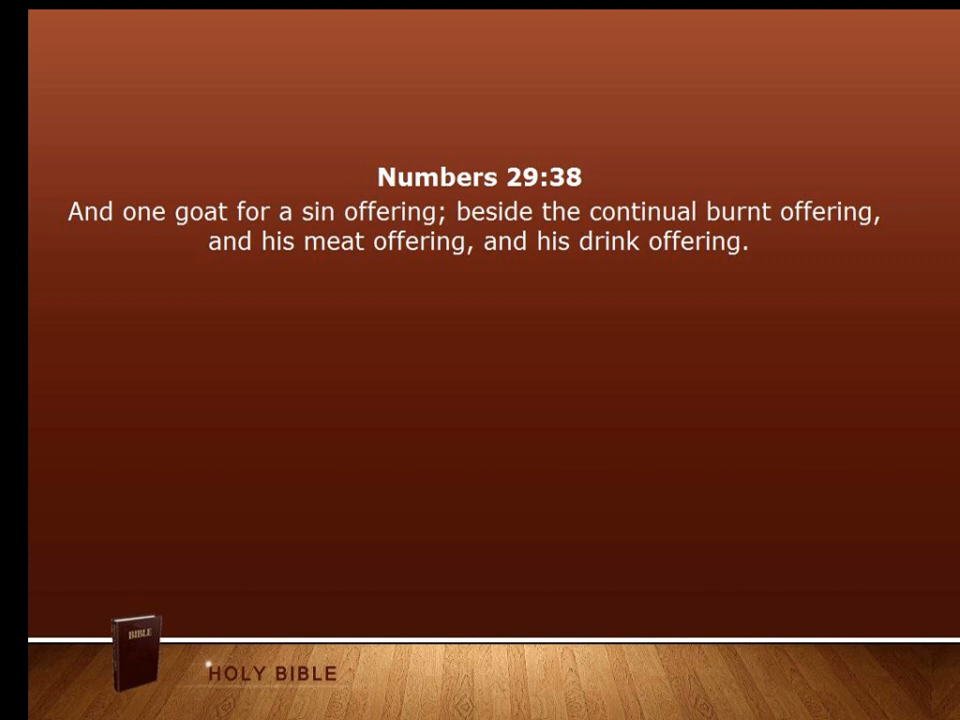 Numbers 29:38
And one goat for a sin offering; beside the continual burnt offering,
and his meat offering, and his drink offering.
BIBLE
HOLY BIBLE